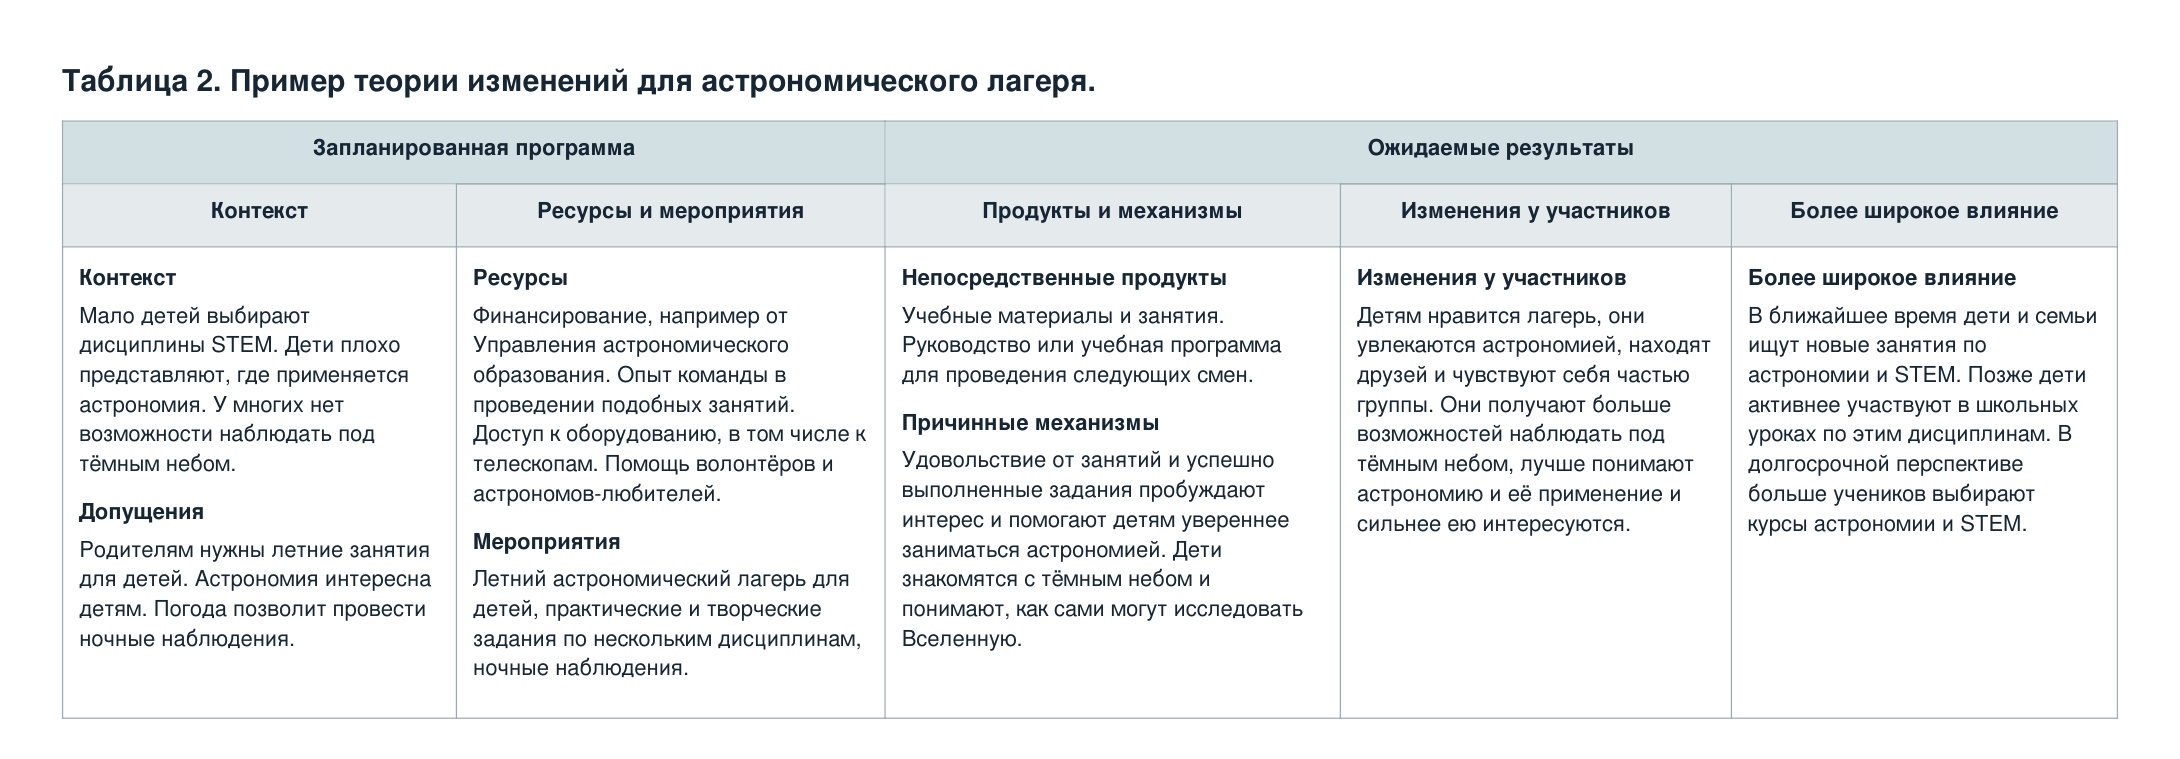 Таблица 2. Пример теории изменений для астрономического лагеря.
Запланированная программа
Ожидаемые результаты
Контекст
Ресурсы и мероприятия
Продукты и механизмы
Изменения у участников
Более широкое влияние
Контекст
Мало детей выбирают
дисциплины STEM. Дети плохо
представляют, где применяется
астрономия. У многих нет
возможности наблюдать под
тёмным небом.
Допущения
Родителям нужны летние занятия
для детей. Астрономия интересна
детям. Погода позволит провести
ночные наблюдения.
Ресурсы
Финансирование, например от
Управления астрономического
образования. Опыт команды в
проведении подобных занятий.
Доступ к оборудованию, в том числе к
телескопам. Помощь волонтёров и
астрономов-любителей.
Мероприятия
Летний астрономический лагерь для
детей, практические и творческие
задания по нескольким дисциплинам,
ночные наблюдения.
Непосредственные продукты
Учебные материалы и занятия.
Руководство или учебная программа
для проведения следующих смен.
Причинные механизмы
Удовольствие от занятий и успешно
выполненные задания пробуждают
интерес и помогают детям увереннее
заниматься астрономией. Дети
знакомятся с тёмным небом и
понимают, как сами могут исследовать
Вселенную.
Изменения у участников
Детям нравится лагерь, они
увлекаются астрономией, находят
друзей и чувствуют себя частью
группы. Они получают больше
возможностей наблюдать под
тёмным небом, лучше понимают
астрономию и её применение и
сильнее ею интересуются.
Более широкое влияние
В ближайшее время дети и семьи
ищут новые занятия по
астрономии и STEM. Позже дети
активнее участвуют в школьных
уроках по этим дисциплинам. В
долгосрочной перспективе
больше учеников выбирают
курсы астрономии и STEM.